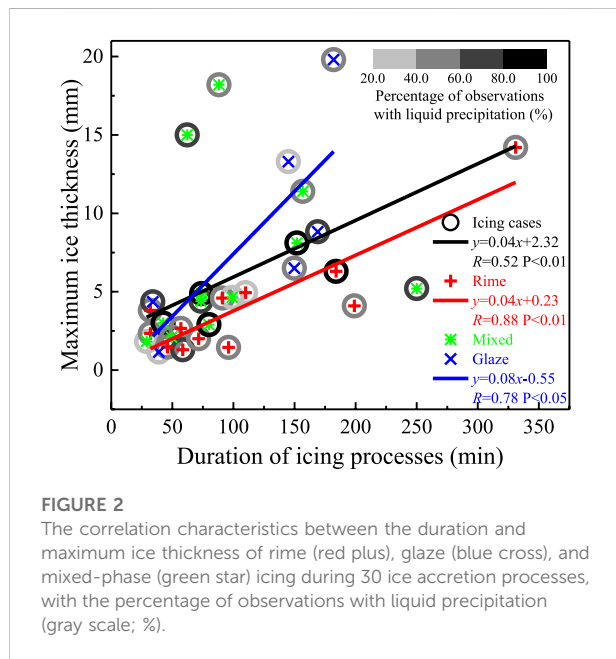 20
15
10
5
0
Maximum ice thickness (mm)
0 50 100 150 200 250 300 350
Duration of icing processes (min)
20.0 40.0 60.0 80.0 100
Percentage of observations
with liquid precipitation (%)
Icing cases
y=0.04x+2.32
R=0.52 P<0.01
Rime
y=0.04x+0.23
R=0.88 P<0.01
Mixed
Glaze
y=0.08x-0.55
R=0.78 P<0.05
FIGURE 2
The correlation characteristics between the duration and
maximum ice thickness of rime (red plus), glaze (blue cross), and
mixed-phase (green star) icing during 30 ice accretion processes,
with the percentage of observations with liquid precipitation
(gray scale; %).